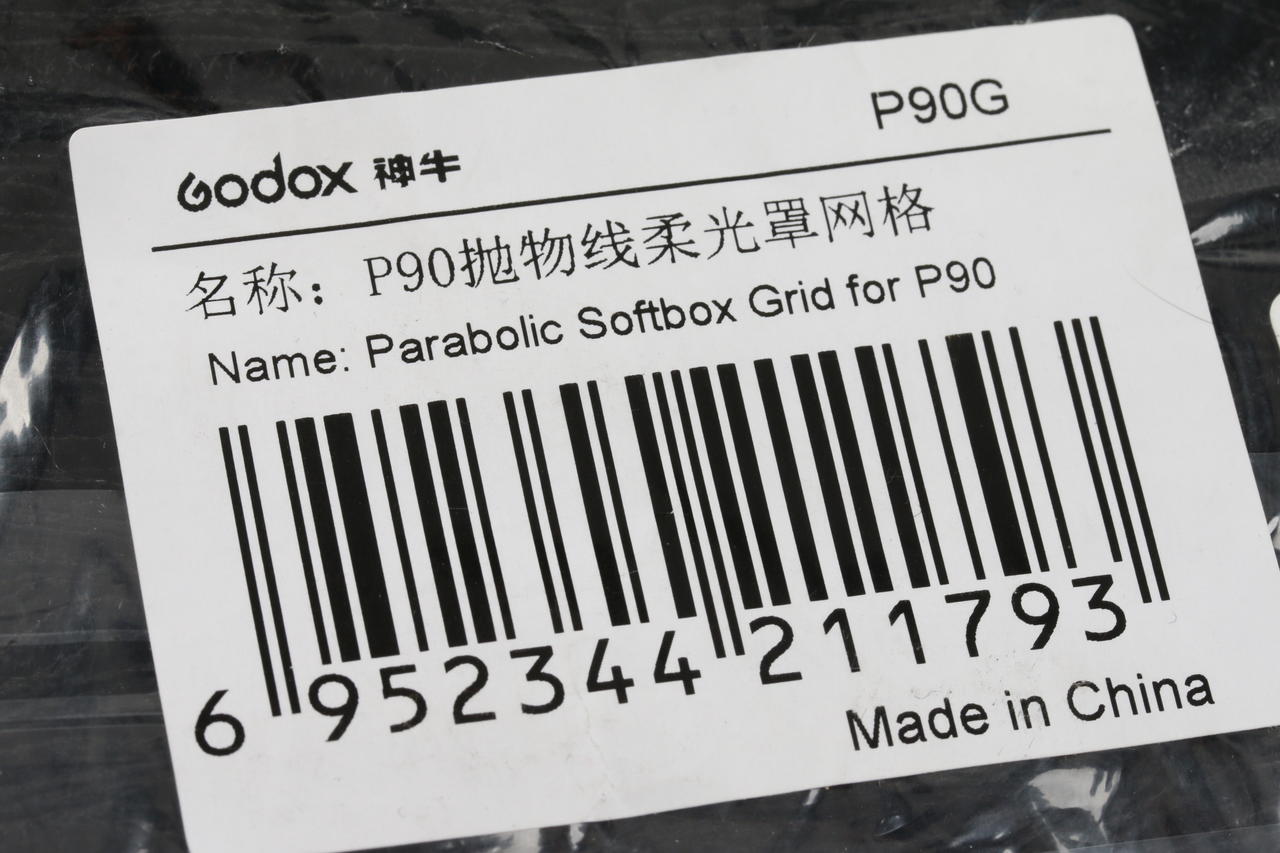 Godox 神牛 P90G
名称：P90抛物线柔光罩网格
Name: Parabolic Softbox Grid for P90
6 952344 211793
Made in China